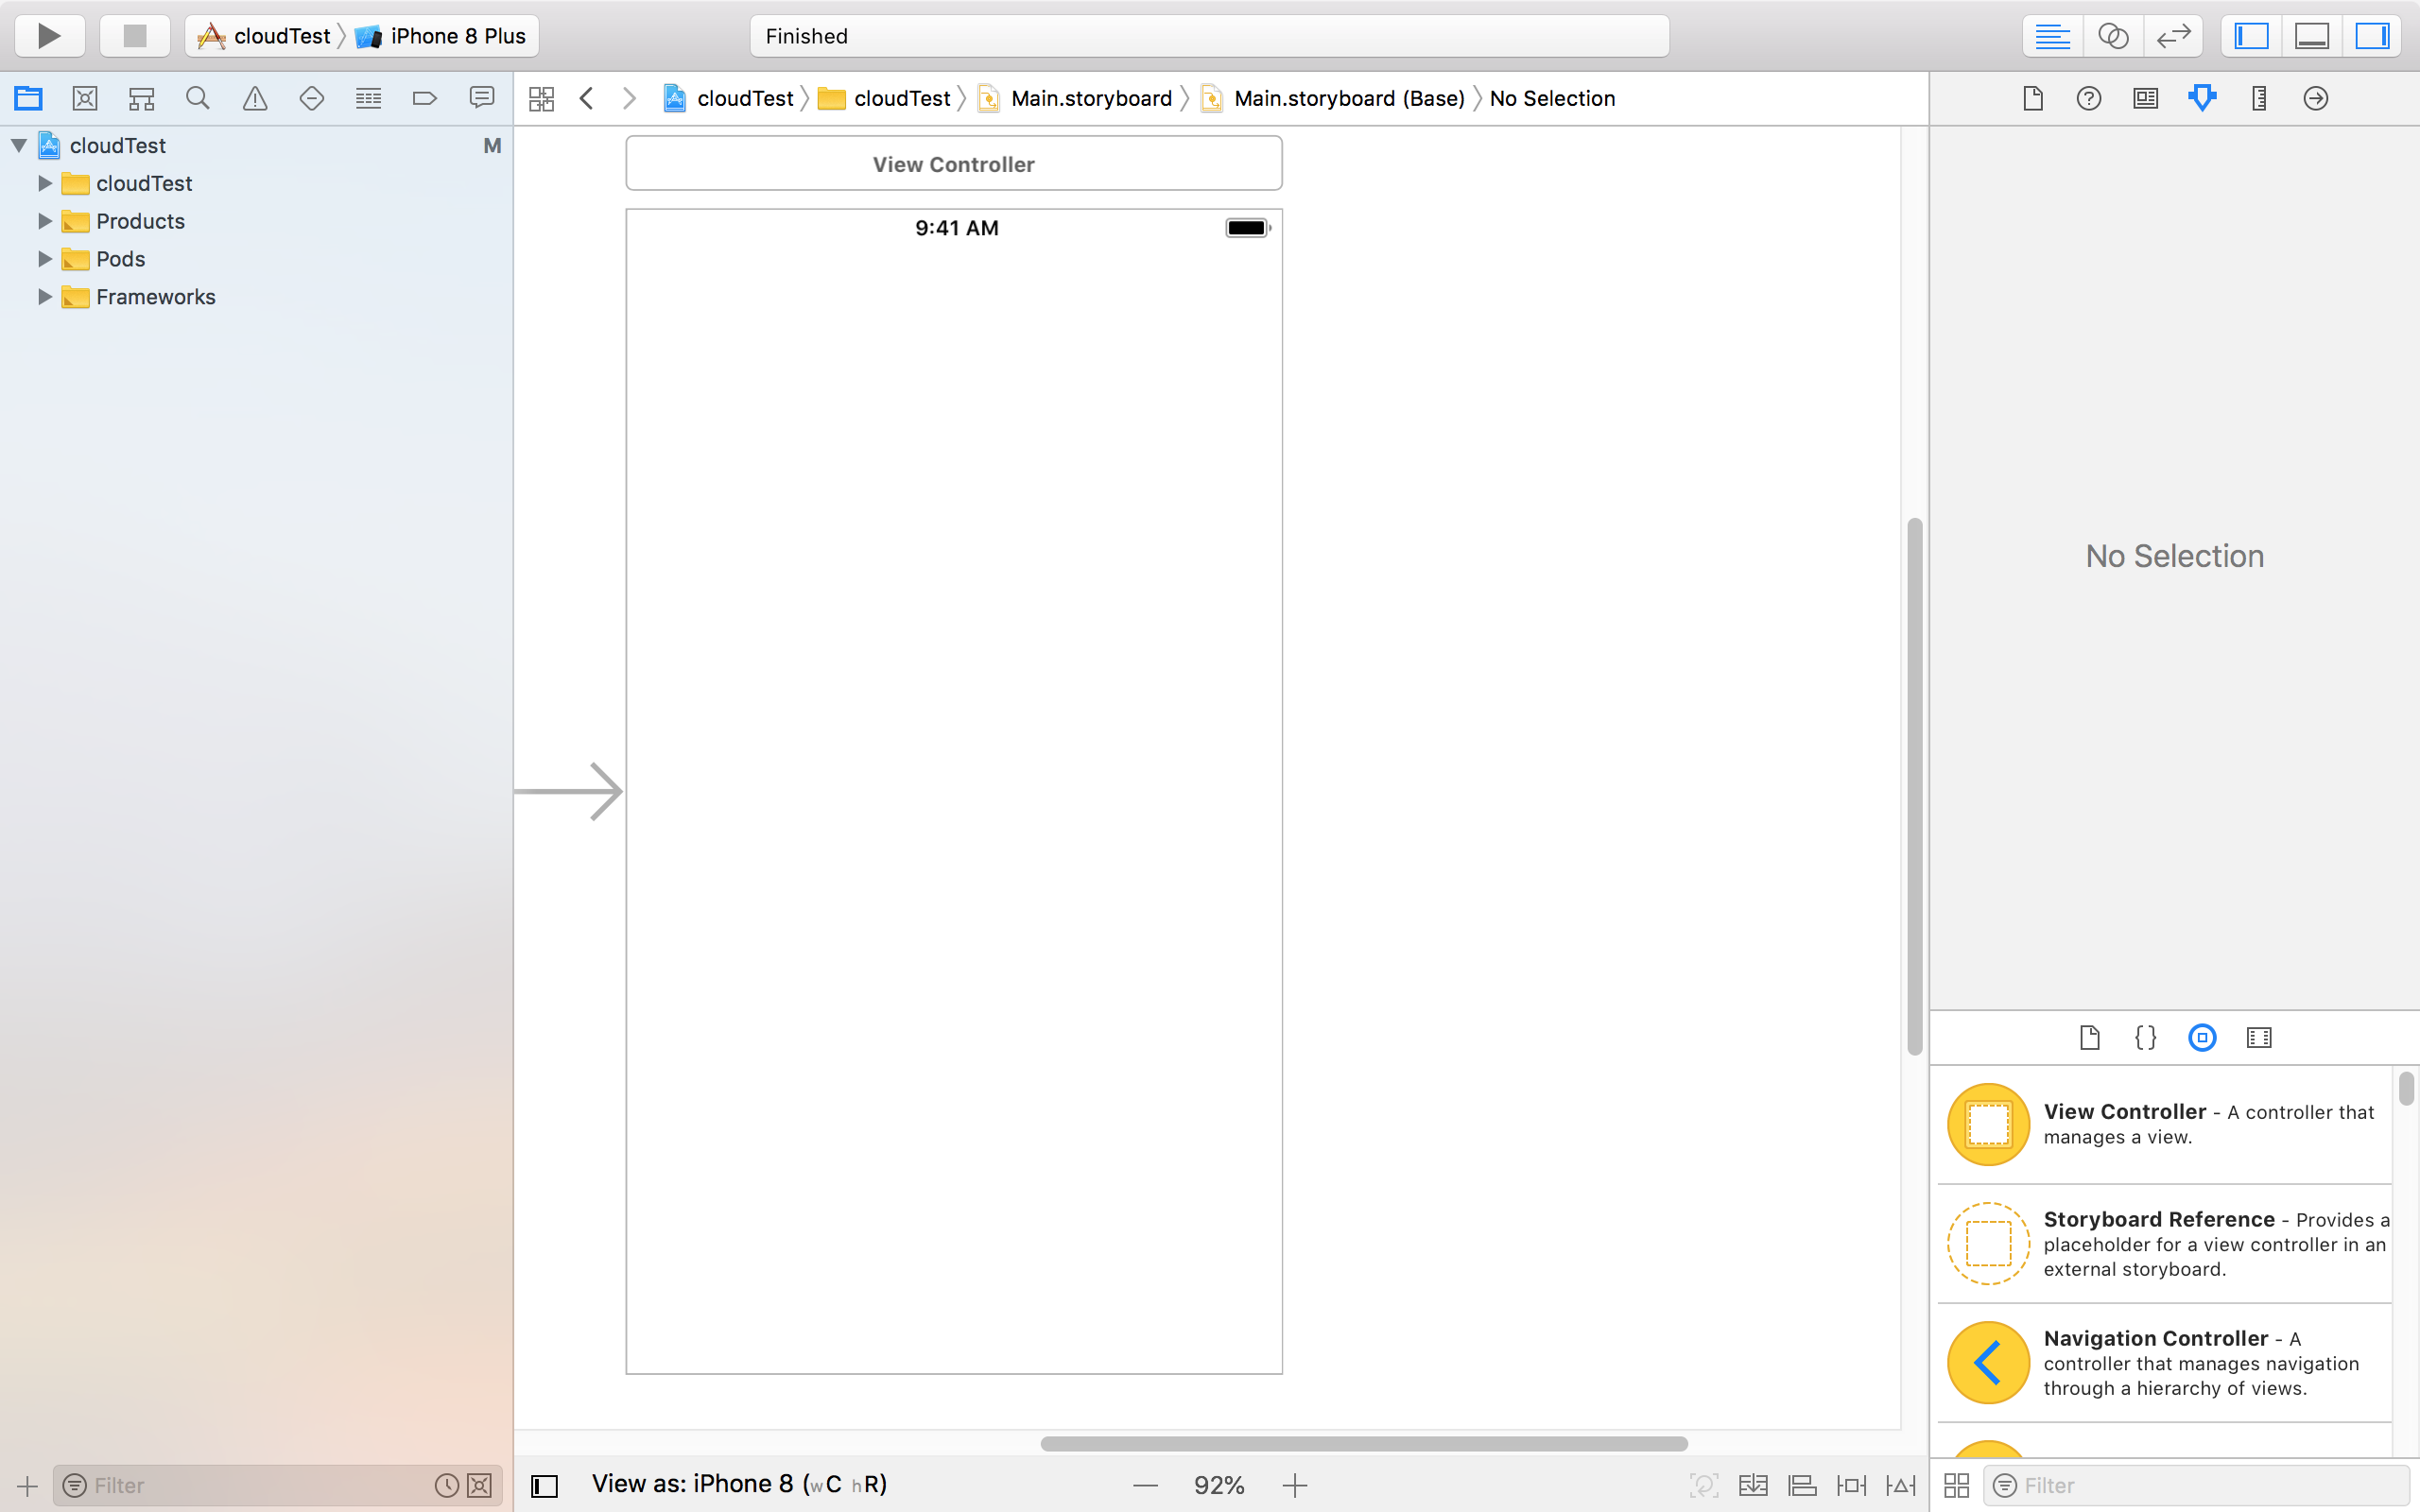 cloudTest iPhone 8 Plus
Finished
cloudTest cloudTest Main.storyboard Main.storyboard (Base) No Selection
cloudTest M
cloudTest
Products
Pods
Frameworks
View Controller
9:41 AM
No Selection
View Controller - A controller that
manages a view.
Storyboard Reference - Provides a
placeholder for a view controller in an
external storyboard.
Navigation Controller - A
controller that manages navigation
through a hierarchy of views.
Filter
View as: iPhone 8 (wC hR)
92%
Filter